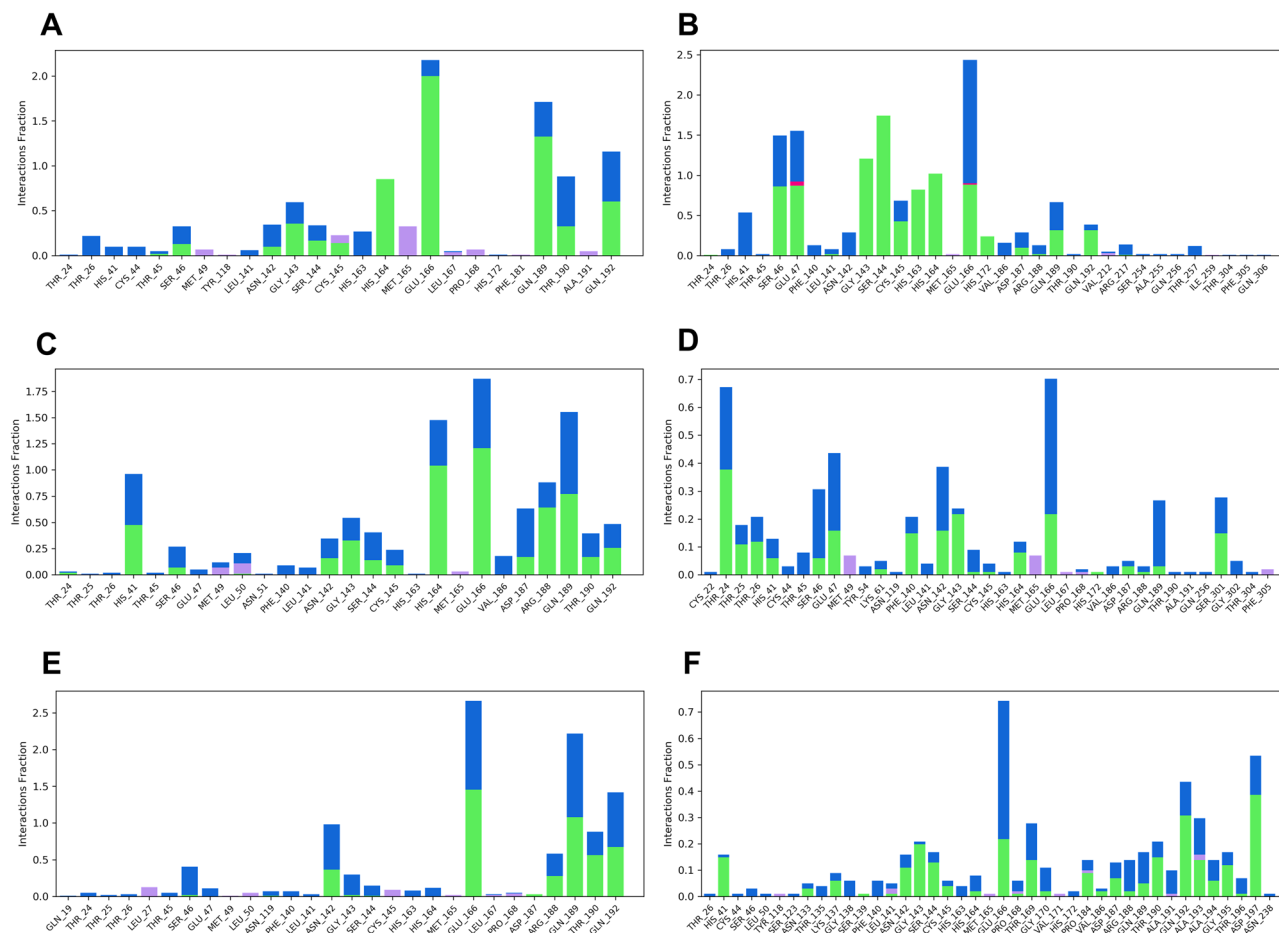 A
Interactions Fraction
2.0
1.5
1.0
0.5
0.0
THR_24 THR_26 HIS_41 CYS_44 THR_45 SER_46 MET_49 TYR_118 LEU_141 ASN_142 GLY_143 SER_144 CYS_145 HIS_163 HIS_164 MET_165 GLU_166 LEU_167 PRO_168 HIS_172 PHE_181 GLN_189 THR_190 ALA_191 GLN_192
B
Interactions Fraction
2.5
2.0
1.5
1.0
0.5
0.0
THR_24 THR_26 HIS_41 THR_45 SER_46 GLU_47 PHE_140 LEU_141 ASN_142 GLY_143 SER_144 CYS_145 HIS_163 HIS_164 MET_165 GLU_166 HIS_172 VAL_186 ASP_187 ARG_188 GLN_189 THR_190 GLN_192 VAL_212 ARG_217 SER_254 ALA_255 GLN_256 THR_257 ILE_259 THR_304 PHE_305 GLN_306
C
Interactions Fraction
1.75
1.50
1.25
1.00
0.75
0.50
0.25
0.00
THR_24 THR_25 THR_26 HIS_41 THR_45 SER_46 GLU_47 MET_49 LEU_50 ASN_51 PHE_140 LEU_141 ASN_142 GLY_143 SER_144 CYS_145 HIS_163 HIS_164 MET_165 GLU_166 VAL_186 ASP_187 ARG_188 GLN_189 THR_190 GLN_192
D
Interactions Fraction
0.7
0.6
0.5
0.4
0.3
0.2
0.1
0.0
CYS_22 THR_24 THR_25 THR_26 HIS_41 CYS_44 THR_45 SER_46 GLU_47 MET_49 TYR_54 LYS_61 ASN_119 PHE_140 LEU_141 ASN_142 GLY_143 SER_144 CYS_145 HIS_163 HIS_164 MET_165 GLU_166 LEU_167 PRO_168 HIS_172 VAL_186 ASP_187 ARG_188 GLN_189 THR_190 ALA_191 GLN_256 SER_301 GLY_302 THR_304 PHE_305
E
Interactions Fraction
2.5
2.0
1.5
1.0
0.5
0.0
GLN_19 THR_24 THR_25 THR_26 LEU_27 THR_45 SER_46 GLU_47 MET_49 LEU_50 ASN_119 PHE_140 LEU_141 ASN_142 GLY_143 SER_144 CYS_145 HIS_163 HIS_164 MET_165 GLU_166 LEU_167 PRO_168 ASP_187 ARG_188 GLN_189 THR_190 GLN_192
F
Interactions Fraction
0.7
0.6
0.5
0.4
0.3
0.2
0.1
0.0
THR_26 HIS_41 CYS_44 SER_46 LEU_50 TYR_118 SER_123 ASN_133 THR_135 LYS_137 GLY_138 SER_139 PHE_140 LEU_141 ASN_142 GLY_143 SER_144 CYS_145 HIS_163 HIS_164 MET_165 GLU_166 PRO_168 THR_169 GLY_170 VAL_171 HIS_172 PRO_184 VAL_186 ASP_187 ARG_188 GLN_189 THR_190 ALA_191 GLN_192 ALA_193 ALA_194 GLY_195 THR_196 ASP_197 ASN_238